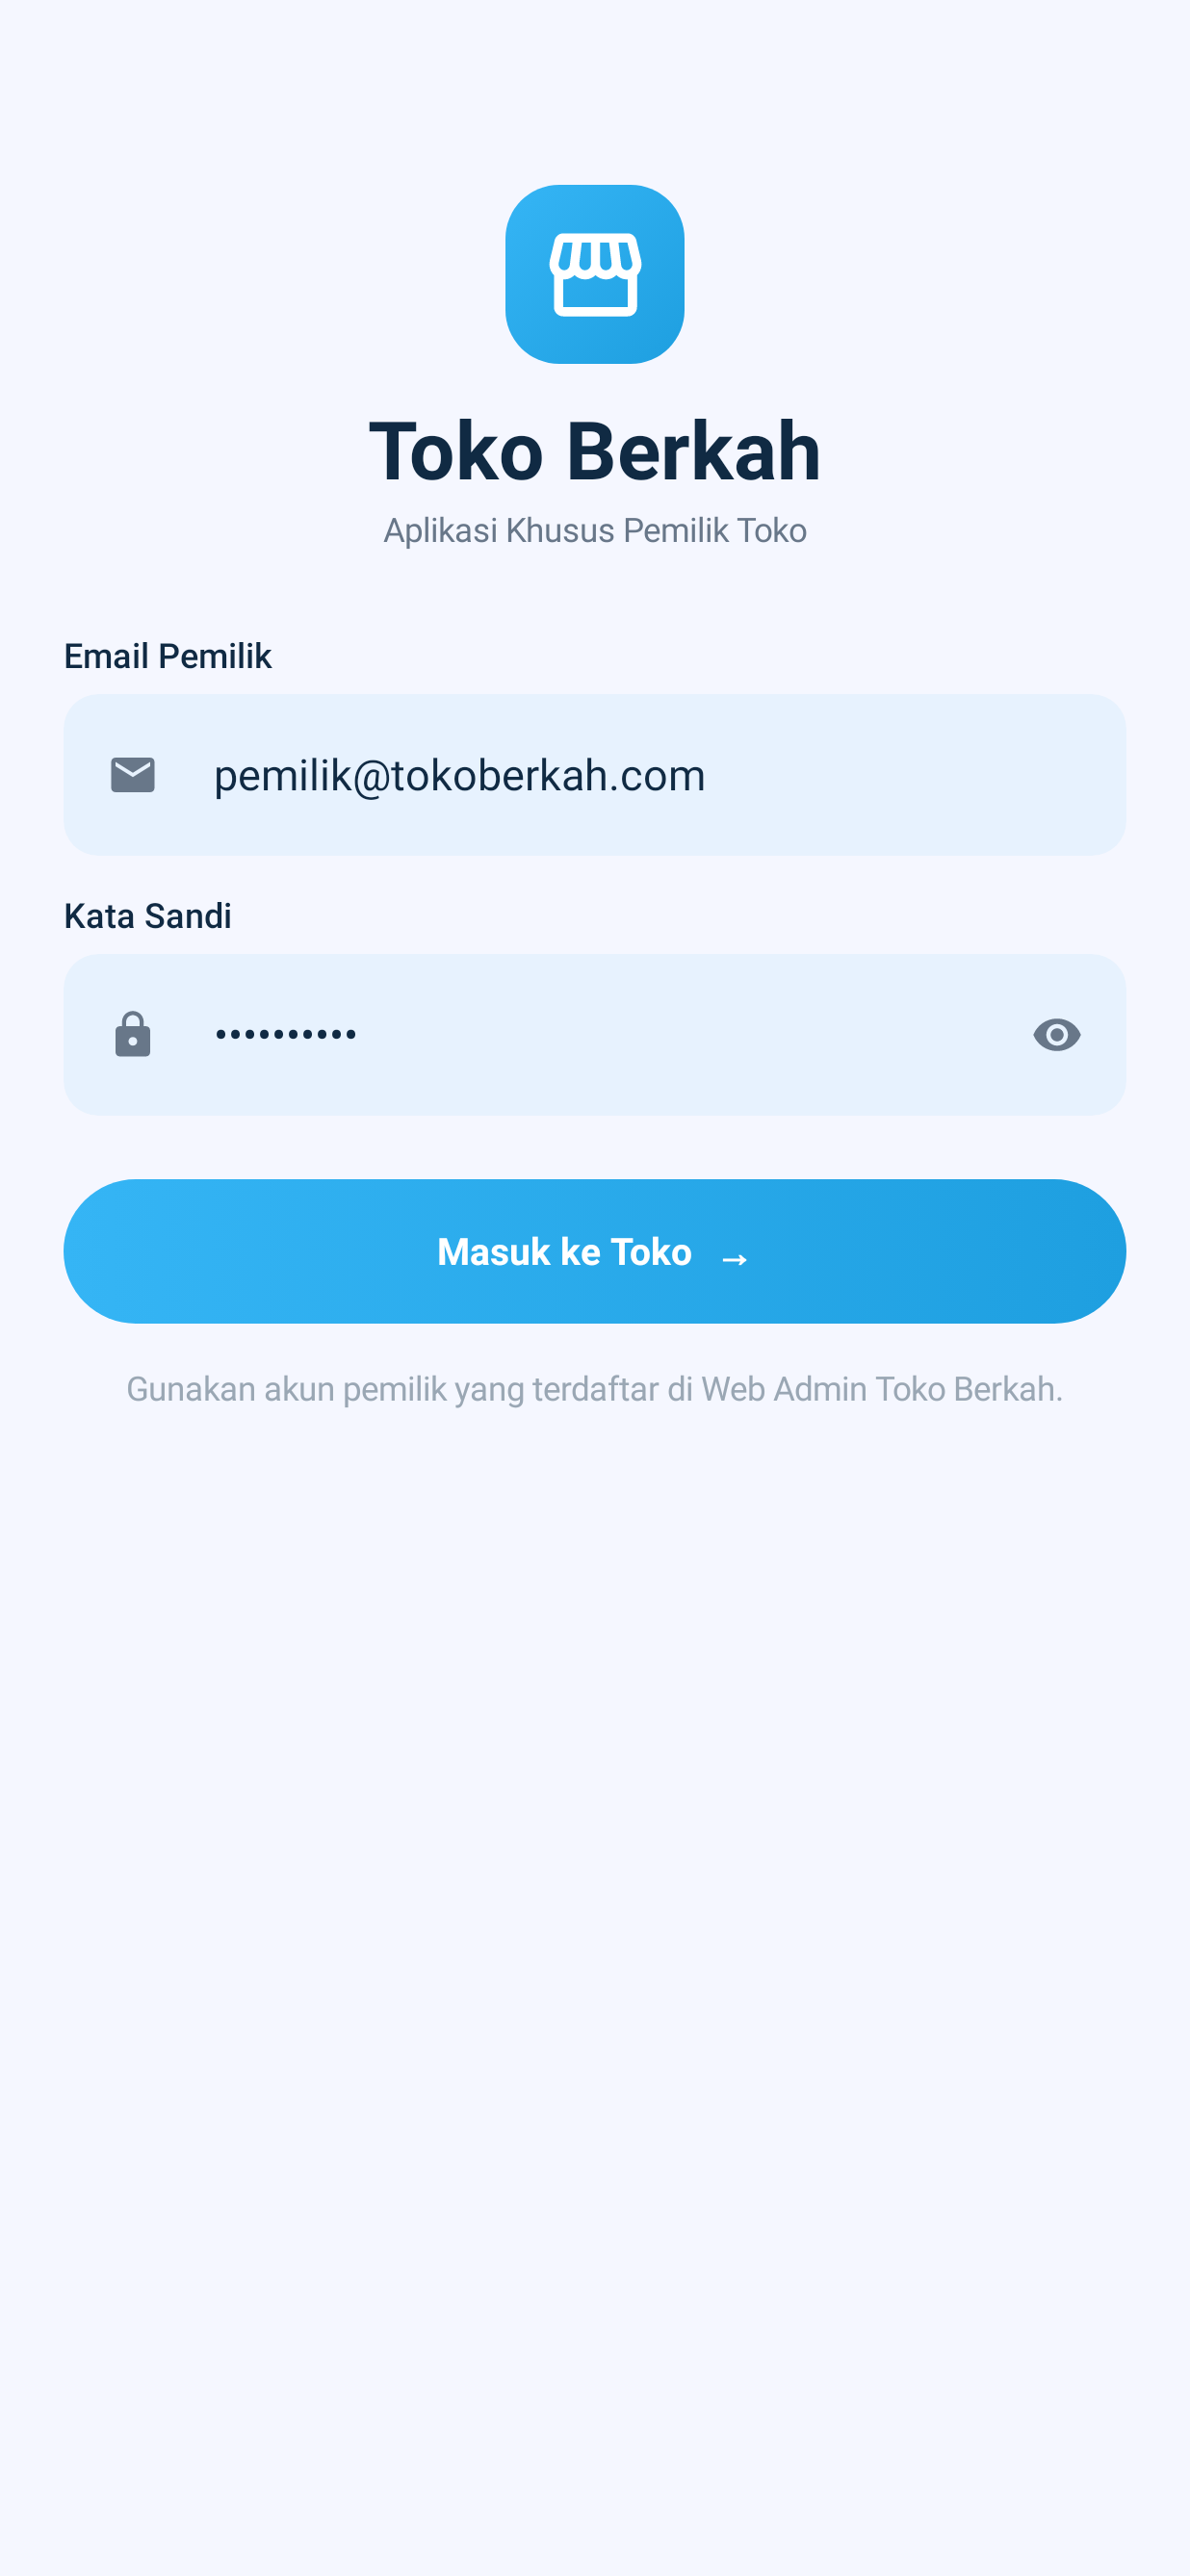 Toko Berkah
Aplikasi Khusus Pemilik Toko
Email Pemilik
pemilik@tokoberkah.com
Kata Sandi
••••••••••
Masuk ke Toko →
Gunakan akun pemilik yang terdaftar di Web Admin Toko Berkah.